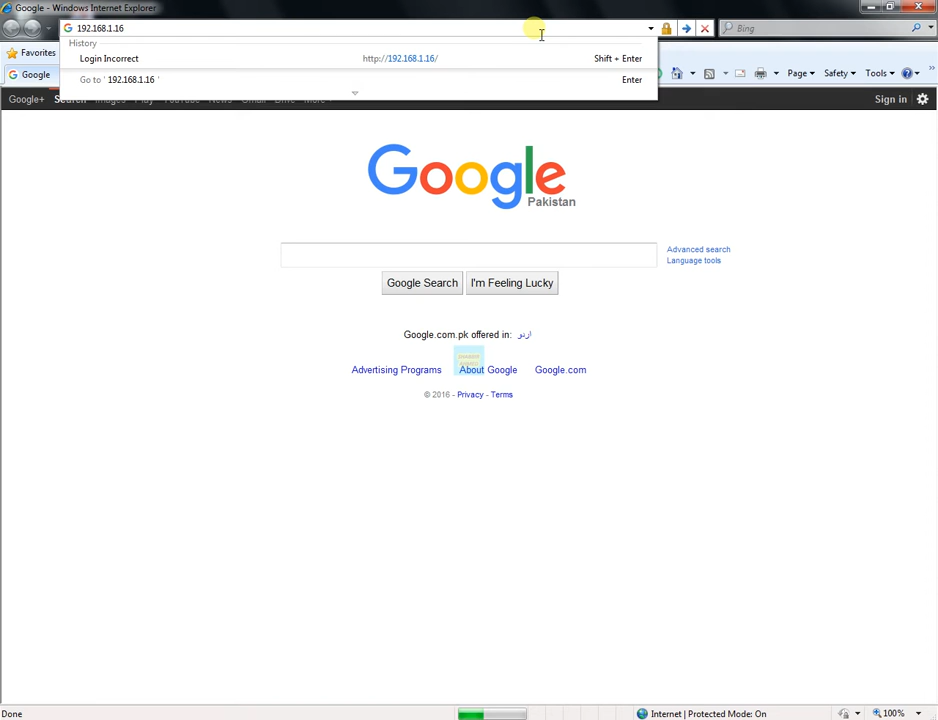 Google - Windows Internet Explorer
192.168.1.16
Bing
History
Login Incorrect http://192.168.1.16/ Shift + Enter
Go to ' 192.168.1.16 ' Enter
Favorites
Google
Page Safety Tools
Google+ Search Images Play YouTube News Gmail Drive More Sign in
Google
Pakistan
Advanced search
Language tools
Google Search I'm Feeling Lucky
Google.com.pk offered in: اردو
Advertising Programs About Google Google.com
© 2016 - Privacy - Terms
Done Internet | Protected Mode: On 100%